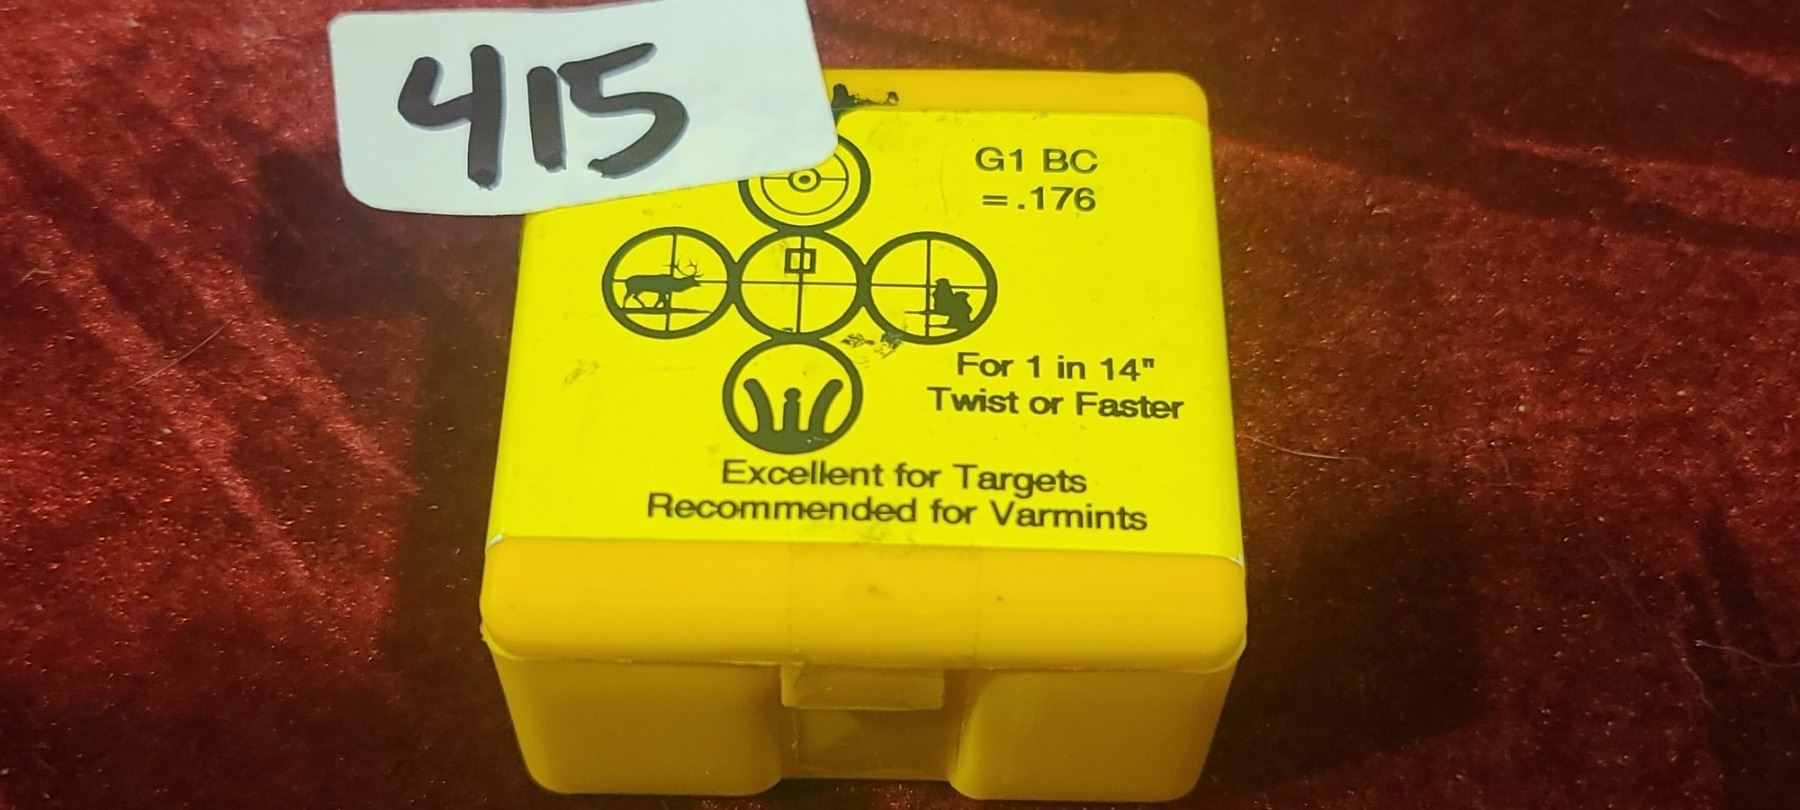 415
G1 BC
= .176
For 1 in 14"
Twist or Faster
Excellent for Targets
Recommended for Varmints